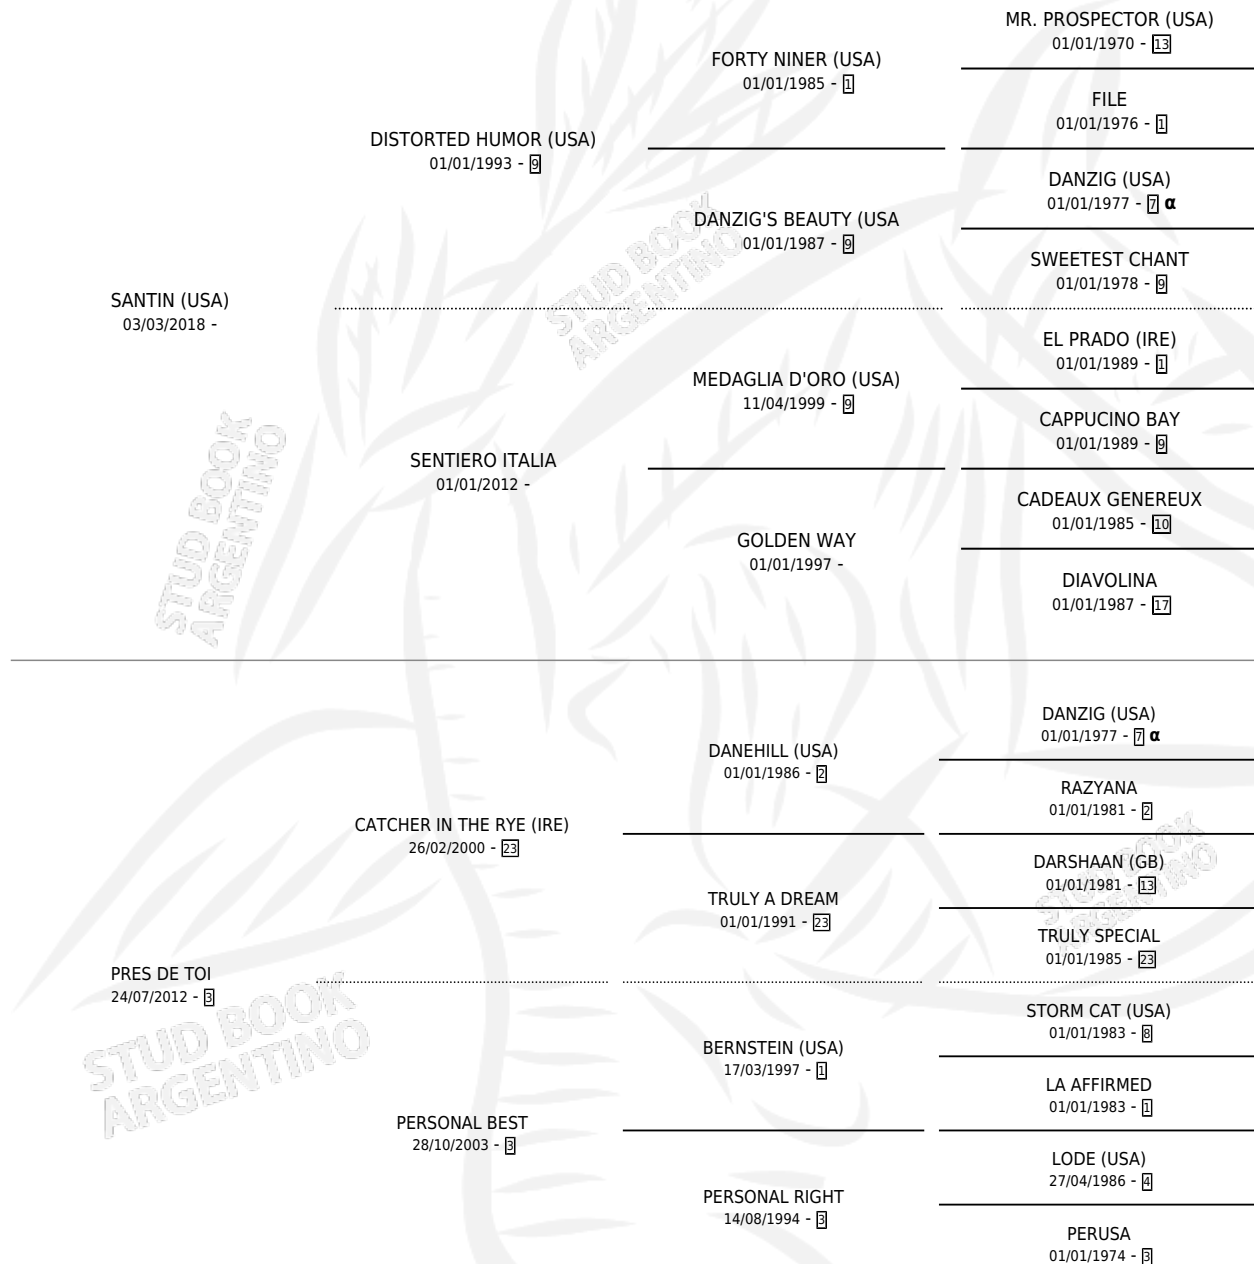 MR. PROSPECTOR (USA)
01/01/1970 - 13
FORTY NINER (USA)
01/01/1985 - 1
FILE
01/01/1976 - 1
DISTORTED HUMOR (USA)
01/01/1993 - 9
DANZIG (USA)
01/01/1977 - 7 α
DANZIG'S BEAUTY (USA
01/01/1987 - 9
SWEETEST CHANT
01/01/1978 - 9
SANTIN (USA)
03/03/2018 -
EL PRADO (IRE)
01/01/1989 - 1
MEDAGLIA D'ORO (USA)
11/04/1999 - 9
CAPPUCINO BAY
01/01/1989 - 9
SENTIERO ITALIA
01/01/2012 -
CADEAUX GENEREUX
01/01/1985 - 10
GOLDEN WAY
01/01/1997 -
DIAVOLINA
01/01/1987 - 17
DANZIG (USA)
01/01/1977 - 7 α
DANEHILL (USA)
01/01/1986 - 2
RAZYANA
01/01/1981 - 2
CATCHER IN THE RYE (IRE)
26/02/2000 - 23
DARSHAAN (GB)
01/01/1981 - 13
TRULY A DREAM
01/01/1991 - 23
TRULY SPECIAL
01/01/1985 - 23
PRES DE TOI
24/07/2012 - 3
STORM CAT (USA)
01/01/1983 - 8
BERNSTEIN (USA)
17/03/1997 - 1
LA AFFIRMED
01/01/1983 - 1
PERSONAL BEST
28/10/2003 - 3
LODE (USA)
27/04/1986 - 4
PERSONAL RIGHT
14/08/1994 - 3
PERUSA
01/01/1974 - 3
STUD BOOK
ARGENTINO
STUD BOOK
ARGENTINO
STUD BOOK
ARGENTINO
STUD BOOK
ARGENTINO